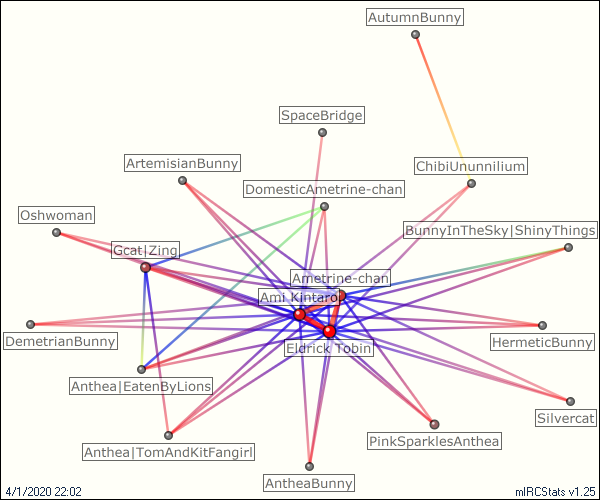 AutumnBunny
SpaceBridge
ArtemisianBunny
ChibiUnunnilium
DomesticAmetrine-chan
Oshwoman
BunnyInTheSky|ShinyThings
Gcat|Zing
Ametrine-chan
Ami Kintaro
DemetrianBunny
Eldrick Tobin
HermeticBunny
Anthea|EatenByLions
Silvercat
PinkSparklesAnthea
Anthea|TomAndKitFangirl
AntheaBunny
4/1/2020 22:02
mIRCStats v1.25